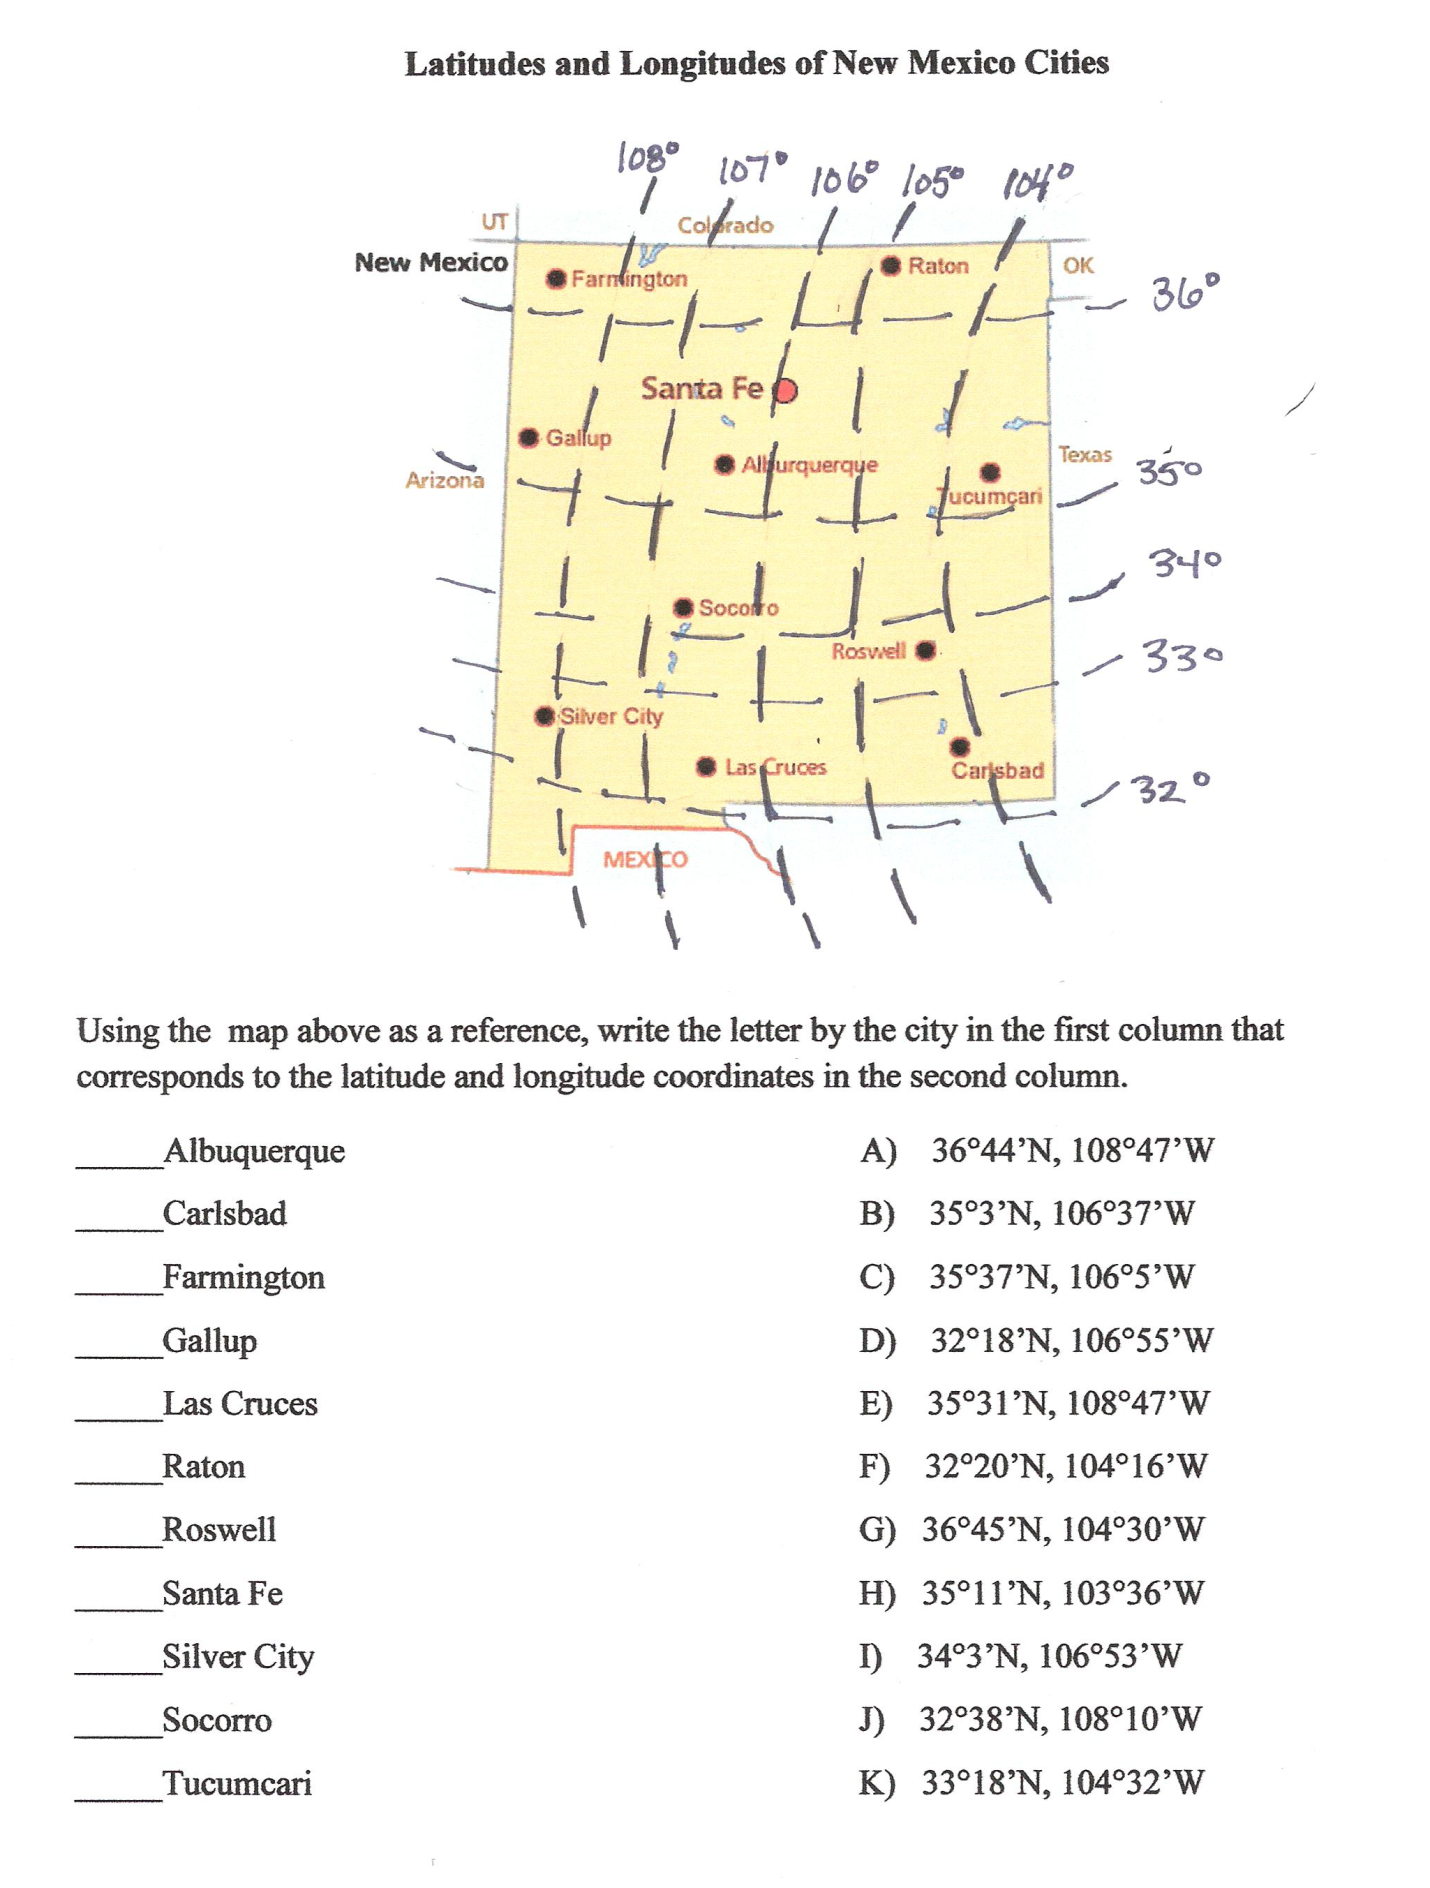 Latitudes and Longitudes of New Mexico Cities
108° 107° 106° 105° 104°
UT Colorado
New Mexico Farmington Raton OK
36°
Santa Fe
Gallup
Alburquerque Texas 35°
Arizona
Tucumcari
34°
Socorro
Roswell 33°
Silver City
Las Cruces Carlsbad
32°
MEXICO
Using the map above as a reference, write the letter by the city in the first column that
corresponds to the latitude and longitude coordinates in the second column.
_____Albuquerque A) 36°44’N, 108°47’W
_____Carlsbad B) 35°3’N, 106°37’W
_____Farmington C) 35°37’N, 106°5’W
_____Gallup D) 32°18’N, 106°55’W
_____Las Cruces E) 35°31’N, 108°47’W
_____Raton F) 32°20’N, 104°16’W
_____Roswell G) 36°45’N, 104°30’W
_____Santa Fe H) 35°11’N, 103°36’W
_____Silver City I) 34°3’N, 106°53’W
_____Socorro J) 32°38’N, 108°10’W
_____Tucumcari K) 33°18’N, 104°32’W